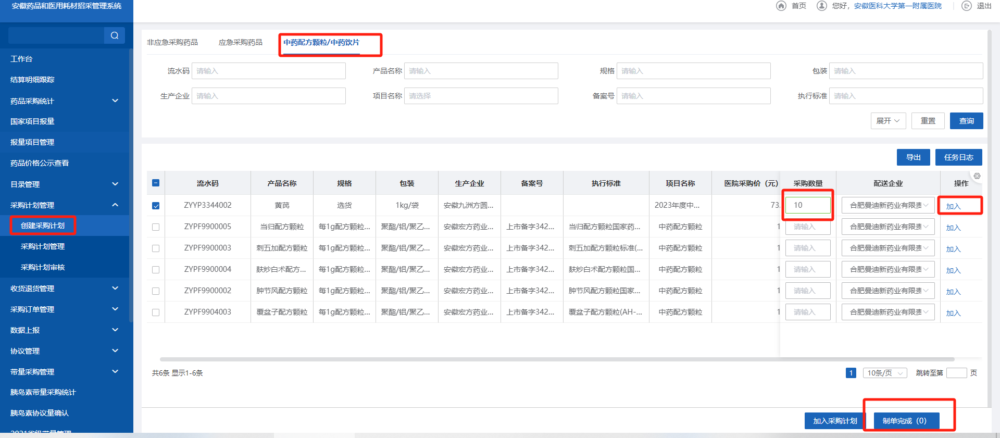 安徽药品和医用耗材招采管理系统
首页
您好，安徽医科大学第一附属医院
退出
工作台
结算明细跟踪
药品采购统计
国家项目报量
报量项目管理
药品价格公示查看
目录管理
采购计划管理
创建采购计划
采购计划管理
采购计划审核
收货退货管理
采购订单管理
数据上报
协议管理
带量采购管理
胰岛素带量采购统计
胰岛素协议量确认
非应急采购药品 应急采购药品 中药配方颗粒/中药饮片
流水码 请输入 产品名称 请输入 规格 请输入 包装 请输入
生产企业 请输入 项目名称 请选择 备案号 请输入 执行标准 请输入
展开 重置 查询
导出 任务日志
流水码 产品名称 规格 包装 生产企业 备案号 执行标准 项目名称 医院采购价（元） 采购数量 配送企业 操作
ZYYP3344002 黄芪 选货 1kg/袋 安徽九洲方圆... 2023年度中... 73. 10 合肥曼迪新药业有限责 加入
ZYPF9900005 当归配方颗粒 每1g配方颗粒... 聚酯/铝/聚乙... 安徽宏方药业... 上市备字342... 当归配方颗粒国家药... 中药配方颗粒 1 请输入 合肥曼迪新药业有限责 加入
ZYPF9900003 刺五加配方颗粒 每1g配方颗粒... 聚酯/铝/聚乙... 安徽宏方药业... 上市备字342... 刺五加配方颗粒标准(... 中药配方颗粒 1 请输入 合肥曼迪新药业有限责 加入
ZYPF9900004 麸炒白术配方... 每1g配方颗粒... 聚酯/铝/聚乙... 安徽宏方药业... 上市备字342... 麸炒白术配方颗粒国... 中药配方颗粒 1 请输入 合肥曼迪新药业有限责 加入
ZYPF9900002 肿节风配方颗粒 每1g配方颗粒... 聚酯/铝/聚乙... 安徽宏方药业... 上市备字342... 肿节风配方颗粒国家... 中药配方颗粒 1 请输入 合肥曼迪新药业有限责 加入
ZYPF9904003 覆盆子配方颗粒 每1g配方颗粒... 聚酯/铝/聚乙... 安徽宏方药业... 上市备字342... 覆盆子配方颗粒(AH-... 中药配方颗粒 1 请输入 合肥曼迪新药业有限责 加入
共6条 显示1-6条
1 10条/页 跳转至第 页
加入采购计划 制单完成（0）